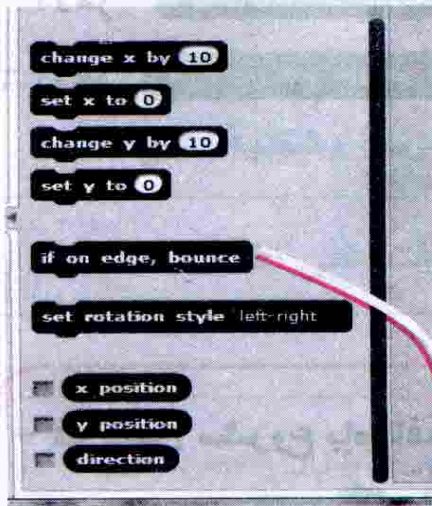 change x by 10
set x to 0
change y by 10
set y to 0
if on edge, bounce
set rotation style left-right
x position
y position
direction